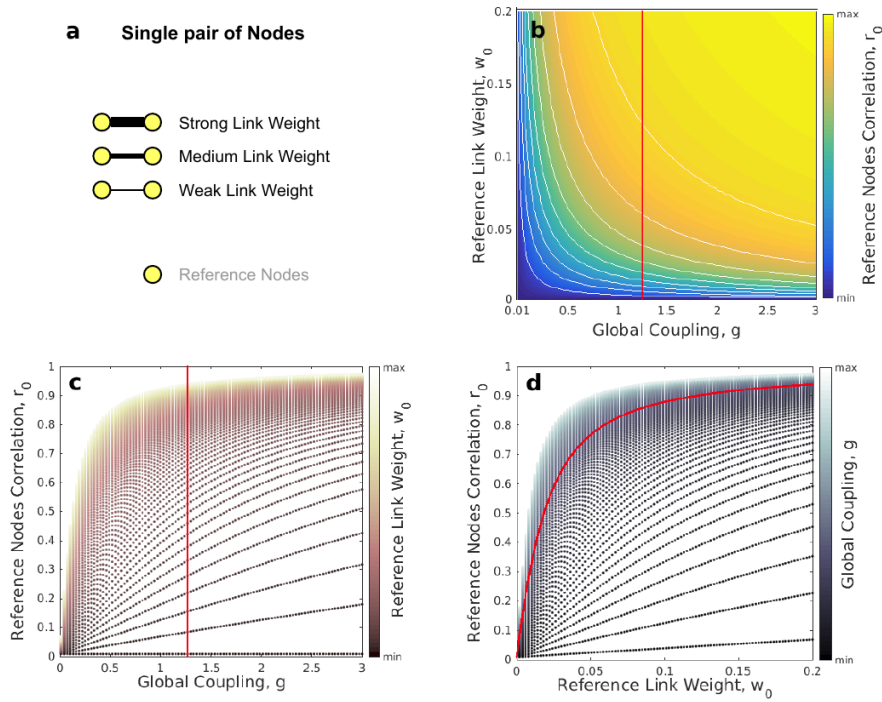 a Single pair of Nodes
Strong Link Weight
Medium Link Weight
Weak Link Weight
Reference Nodes
b
Reference Link Weight, w0
0.2
0.15
0.1
0.05
0
0.01 0.5 1 1.5 2 2.5 3
Global Coupling, g
max
min
Reference Nodes Correlation, r0
c
Reference Nodes Correlation, r0
1
0.9
0.8
0.7
0.6
0.5
0.4
0.3
0.2
0.1
0
0 0.5 1 1.5 2 2.5 3
Global Coupling, g
max
min
Reference Link Weight, w0
d
Reference Nodes Correlation, r0
1
0.9
0.8
0.7
0.6
0.5
0.4
0.3
0.2
0.1
0
0 0.05 0.1 0.15 0.2
Reference Link Weight, w0
max
min
Global Coupling, g